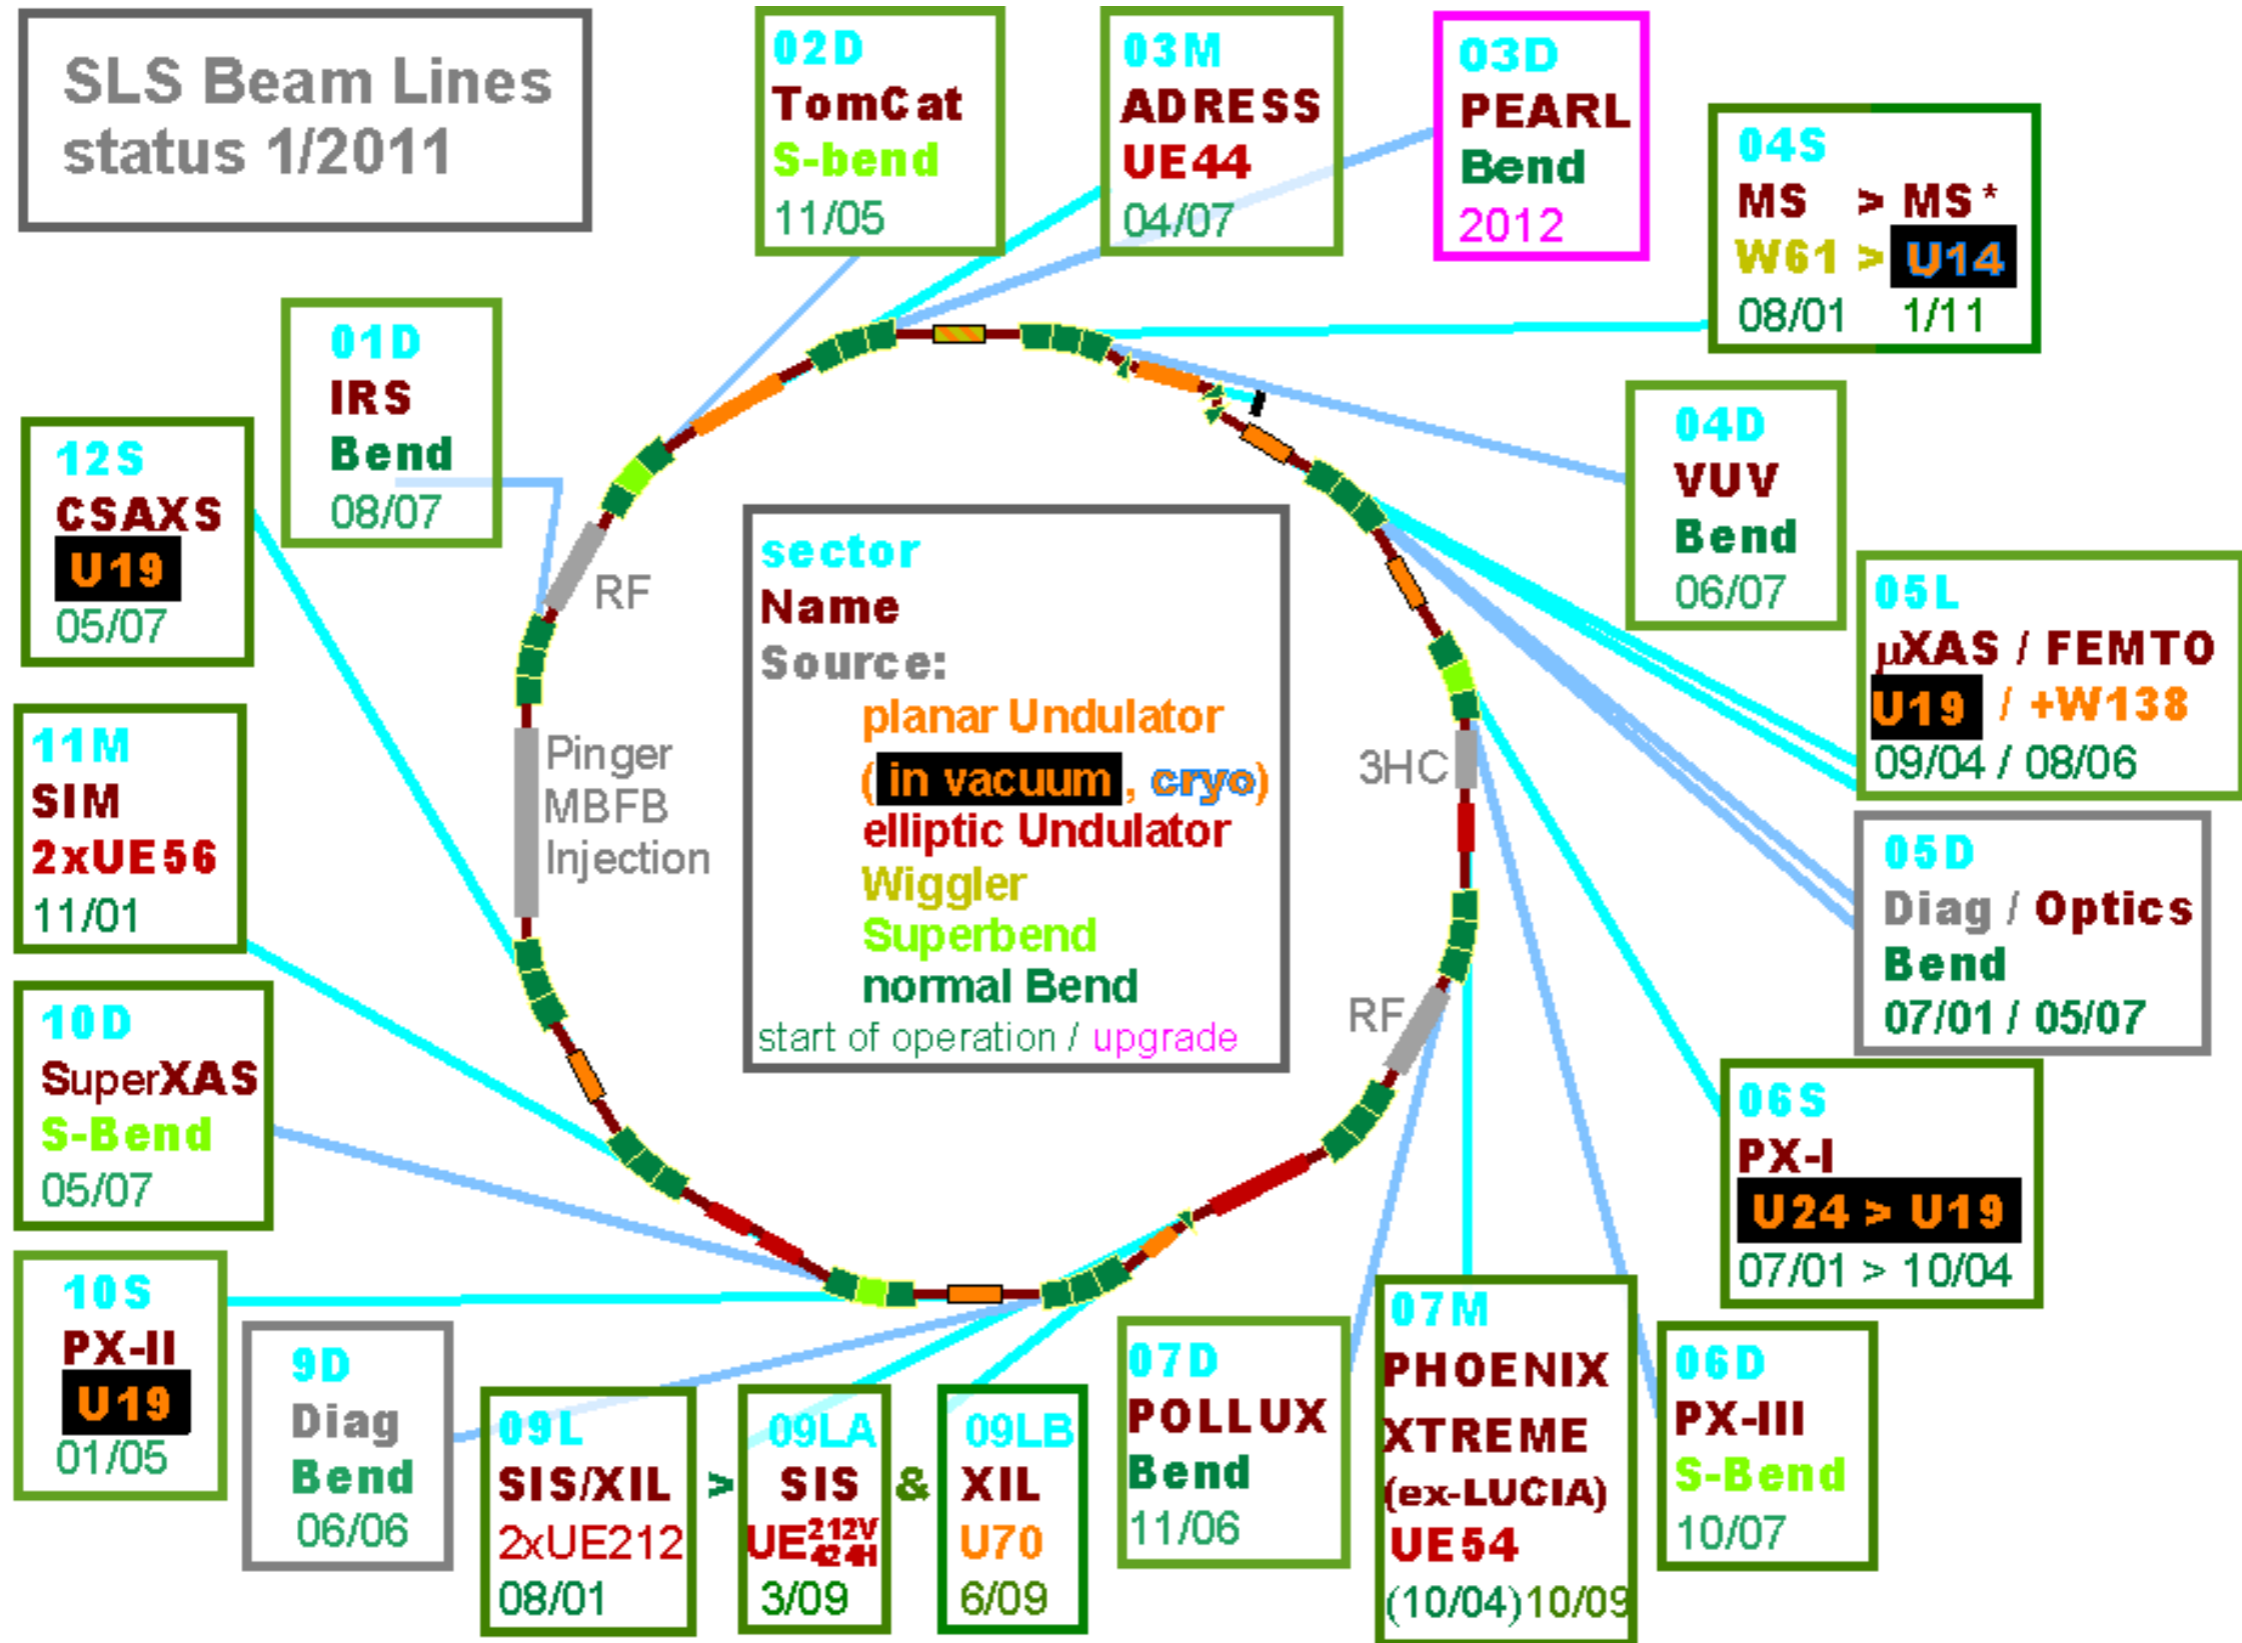 SLS Beam Lines
status 1/2011
02D
TomCat
S-bend
11/05
03M
ADRESS
UE44
04/07
03D
PEARL
Bend
2012
04S
MS > MS*
W61 > U14
08/01 1/11
01D
IRS
Bend
08/07
04D
VUV
Bend
06/07
12S
CSAXS
U19
05/07
05L
µXAS / FEMTO
U19 / +W138
09/04 / 08/06
RF
sector
Name
Source:
planar Undulator
(in vacuum, cryo)
elliptic Undulator
Wiggler
Superbend
normal Bend
start of operation / upgrade
Pinger
MBFB
Injection
3HC
RF
11M
SIM
2xUE56
11/01
05D
Diag / Optics
Bend
07/01 / 05/07
10D
SuperXAS
S-Bend
05/07
06S
PX-I
U24 > U19
07/01 > 10/04
10S
PX-II
U19
01/05
9D
Diag
Bend
06/06
09L
SIS/XIL
2xUE212
08/01
>
09LA
SIS
UE212V
424H
3/09
&
09LB
XIL
U70
6/09
07D
POLLUX
Bend
11/06
07M
PHOENIX
XTREME
(ex-LUCIA)
UE54
(10/04)10/09
06D
PX-III
S-Bend
10/07